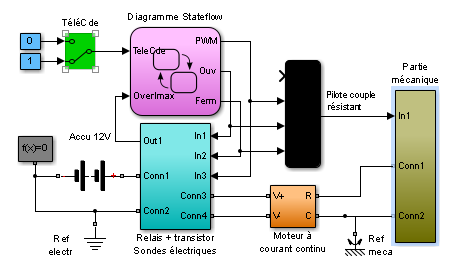 TéléC de
Diagramme Stateflow
0
1
TeleCde
PWM
Ouv
OverImax
Ferm
Pilote couple
résistant
Partie
mécanique
In1
Conn1
Conn2
f(x)=0
Accu 12V
Out1
In1
In2
In3
Conn1
Conn3
Conn2
Conn4
V+
R
V-
C
Ref
electr
Relais + transistor
Sondes électriques
Moteur à
courant continu
Ref
meca